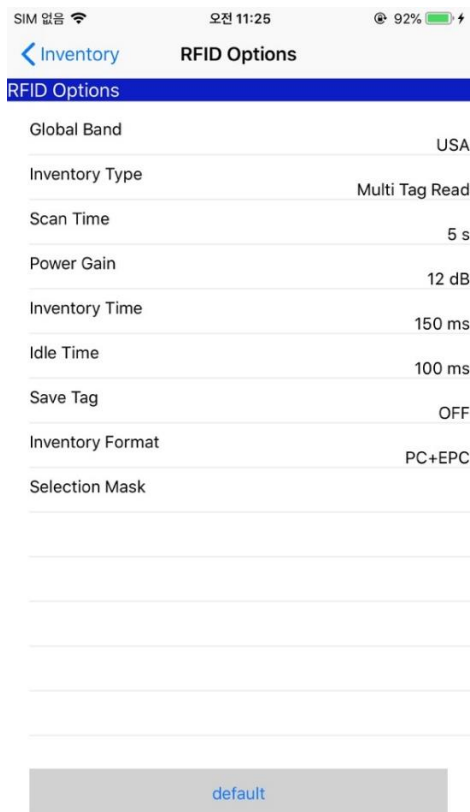 SIM 없음 오전 11:25 92%
Inventory RFID Options
RFID Options
Global Band
USA
Inventory Type
Multi Tag Read
Scan Time
5 s
Power Gain
12 dB
Inventory Time
150 ms
Idle Time
100 ms
Save Tag
OFF
Inventory Format
PC+EPC
Selection Mask
default